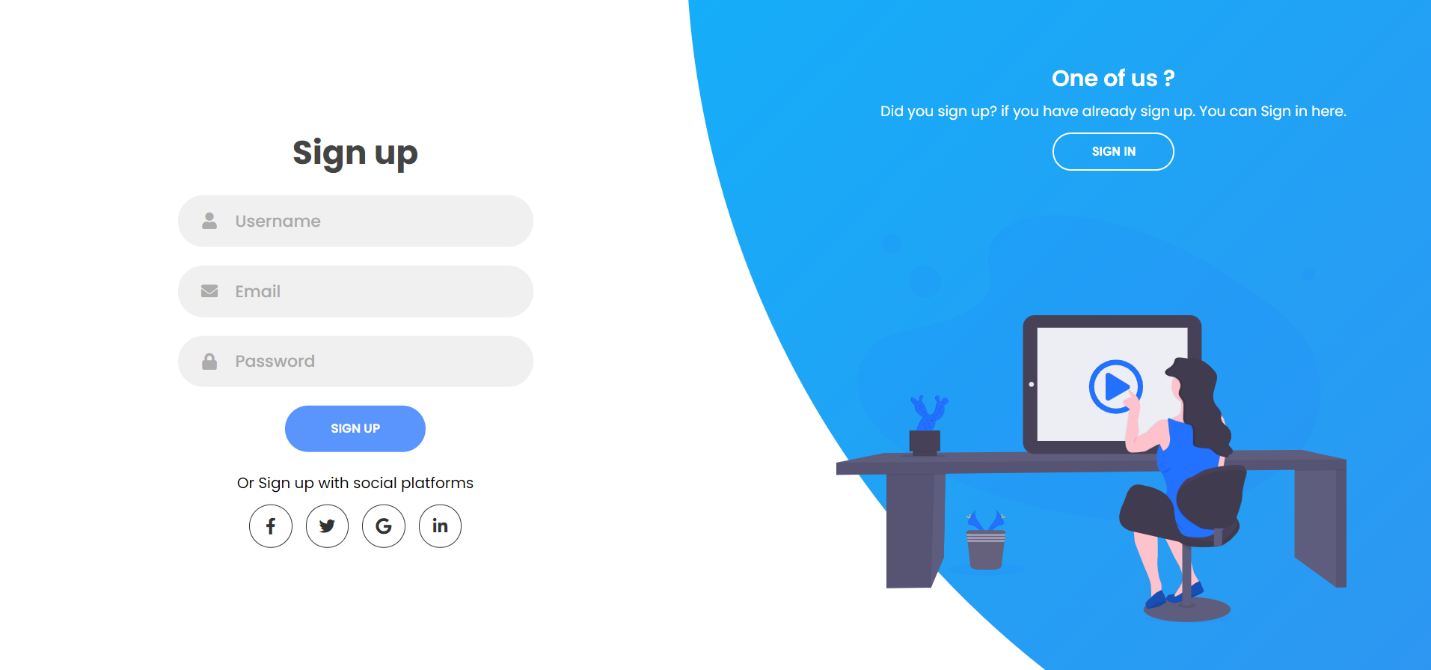 Sign up
Username
Email
Password
SIGN UP
Or Sign up with social platforms
One of us ?
Did you sign up? if you have already sign up. You can Sign in here.
SIGN IN